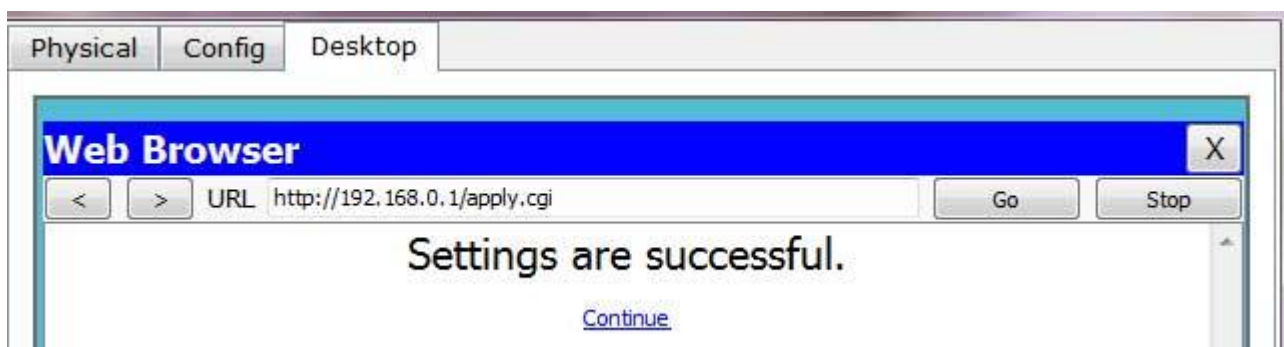 Physical Config Desktop
Web Browser X
< > URL http://192.168.0.1/apply.cgi Go Stop
Settings are successful.
Continue